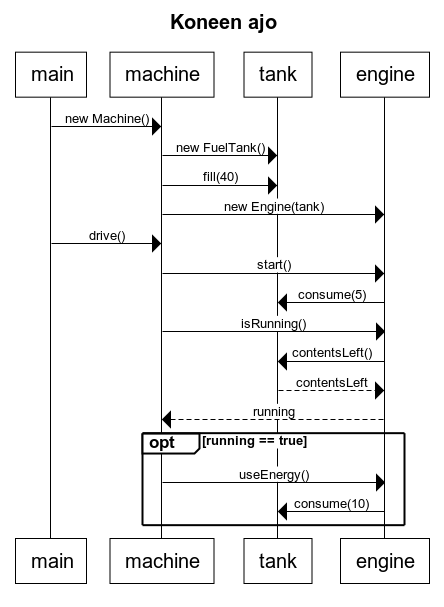 Koneen ajo
main machine tank engine
new Machine()
new FuelTank()
fill(40)
new Engine(tank)
drive()
start()
consume(5)
isRunning()
contentsLeft()
contentsLeft
running
opt [running == true]
useEnergy()
consume(10)
main machine tank engine